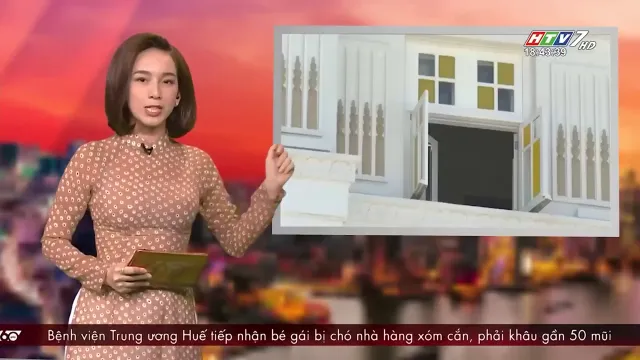 HTV7 HD
18:43:39
60
Bệnh viện Trung ương Huế tiếp nhận bé gái bị chó nhà hàng xóm cắn, phải khâu gần 50 mũi